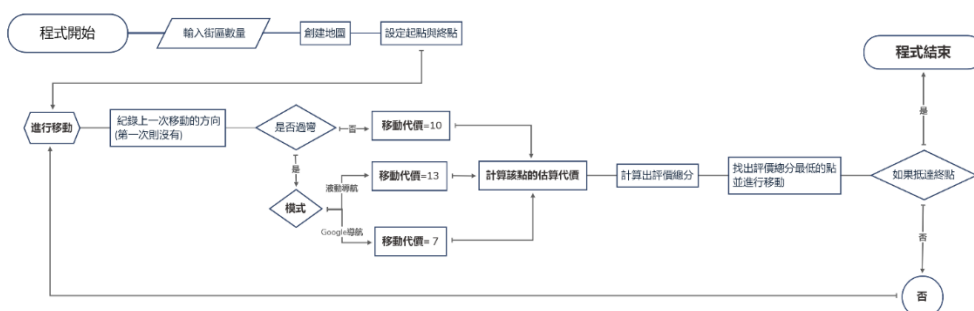 程式開始
輸入街區數量
創建地圖
設定起點與終點
程式結束
是
進行移動
紀錄上一次移動的方向
(第一次則沒有)
是否過彎
否
移動代價=10
是
液動導航
移動代價=13
計算該點的估算代價
計算出評價總分
找出評價總分最低的點
並進行移動
如果抵達終點
模式
Google導航
移動代價= 7
否
否